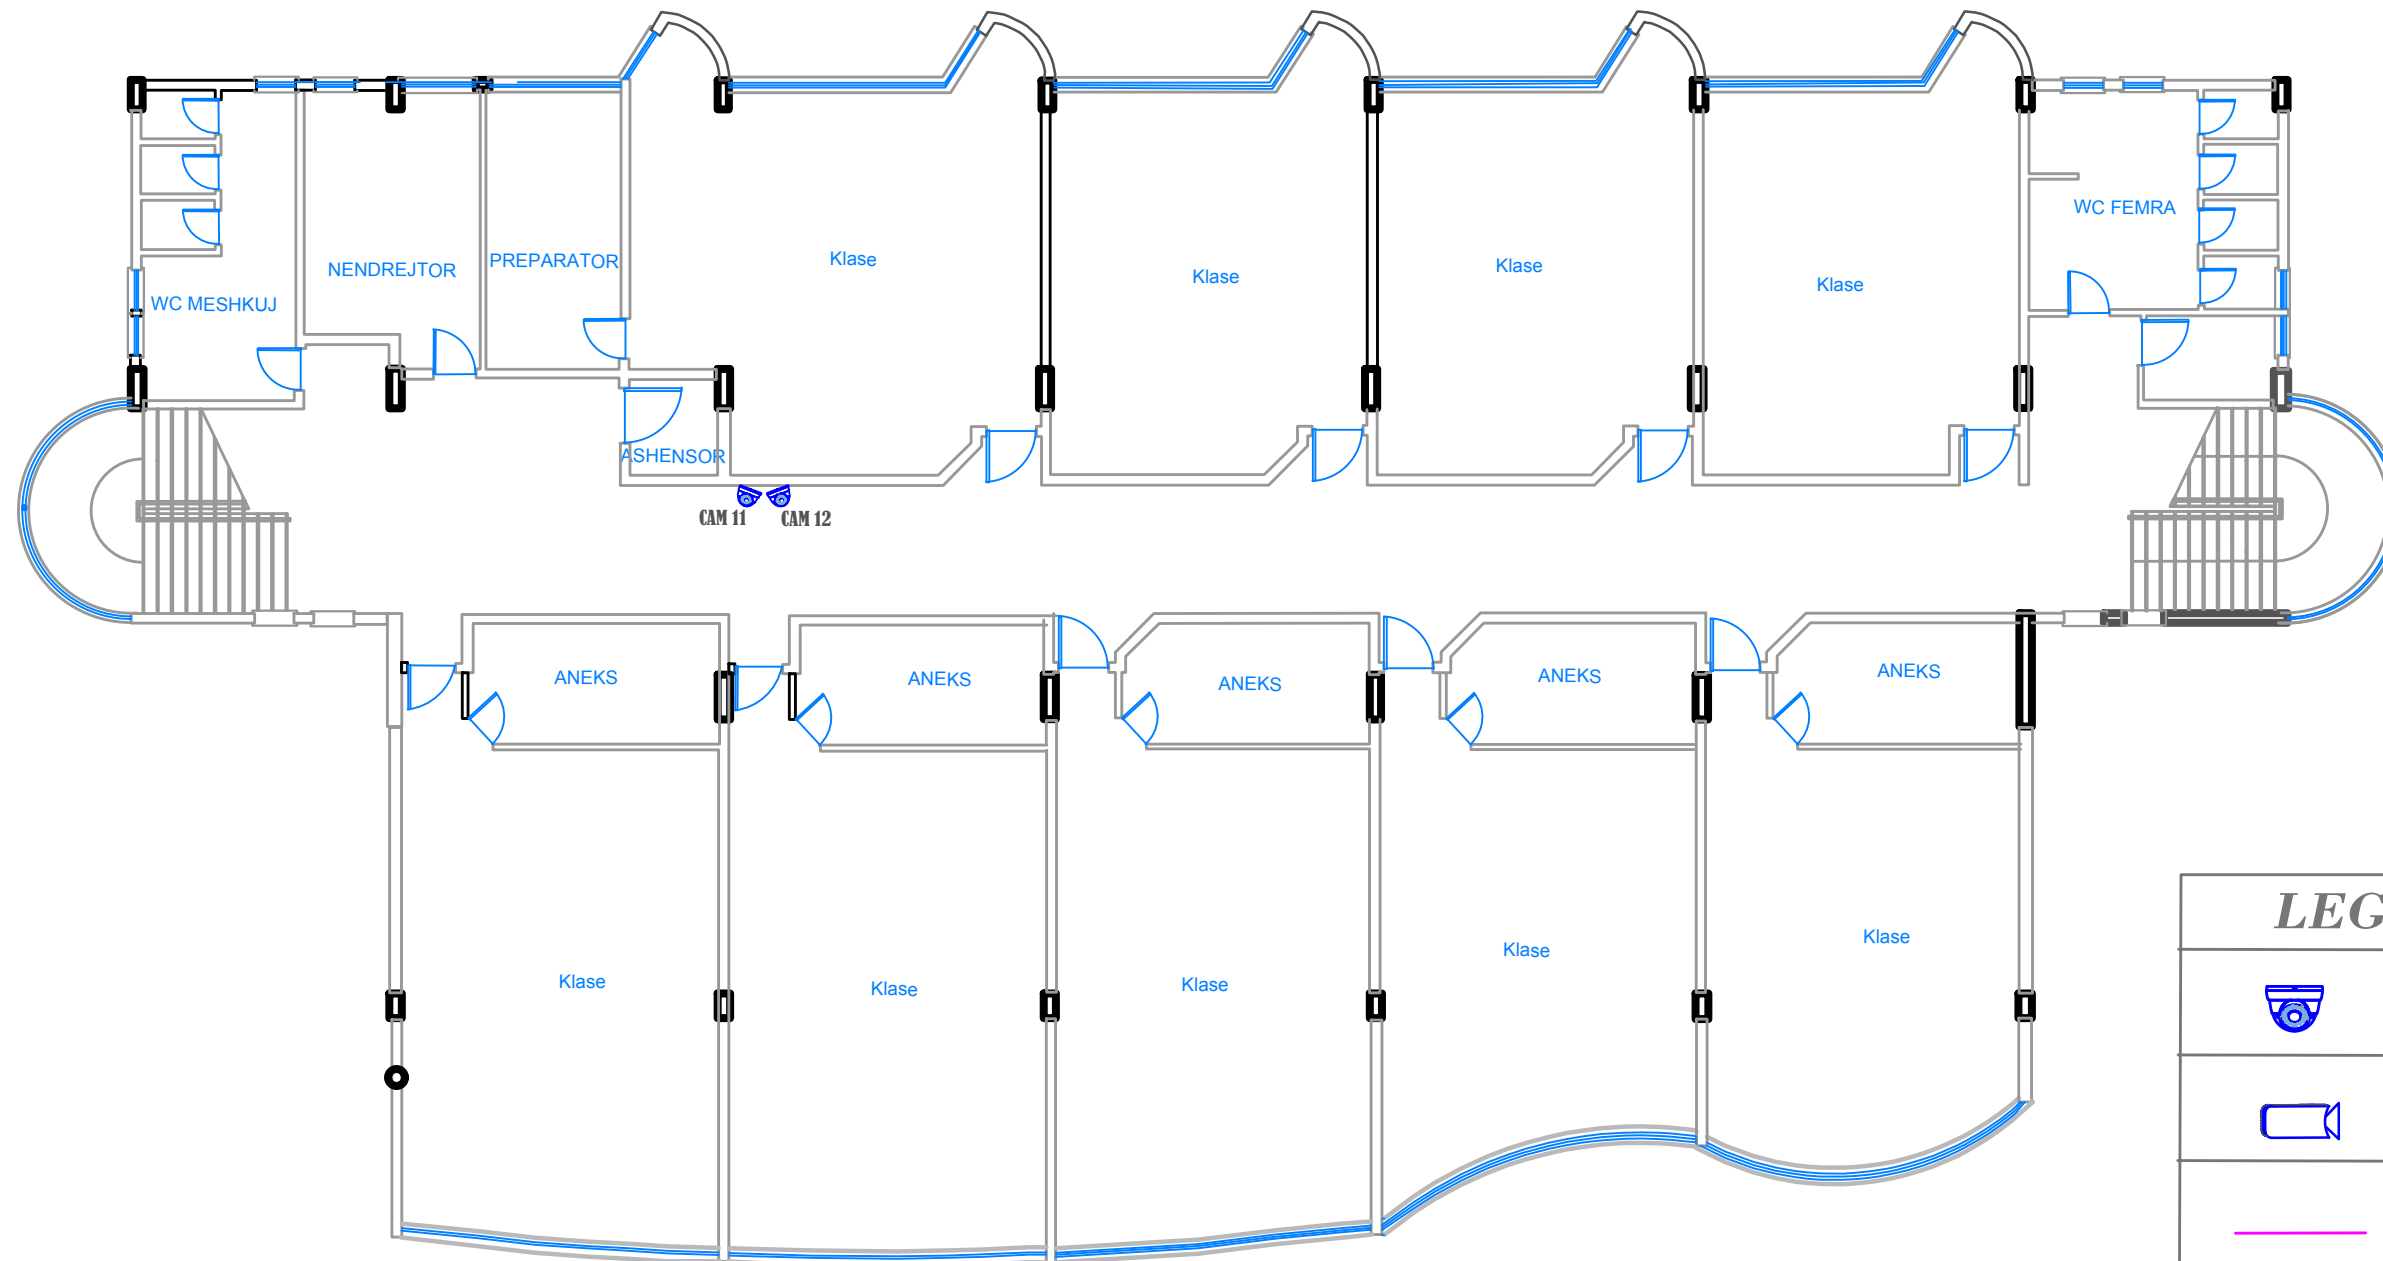 WC FEMRA
Klase
PREPARATOR
Klase
NENDREJTOR
Klase
Klase
WC MESHKUJ
ASHENSOR
CAM 11
CAM 12
ANEKS
ANEKS
ANEKS
ANEKS
ANEKS
Klase
Klase
Klase
Klase
Klase
LEG